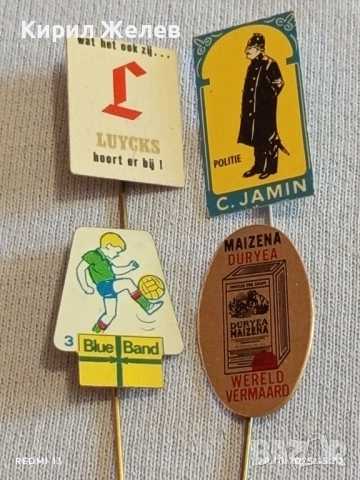 Кирил Желев
wat het ook zij...
L
LUYCKS
hoort er bij !
POLITIE
C. JAMIN
3
Blue Band
MAIZENA
DURYEA
DURYEA
MAIZENA
WERELD
VERMAARD
REDMI 13